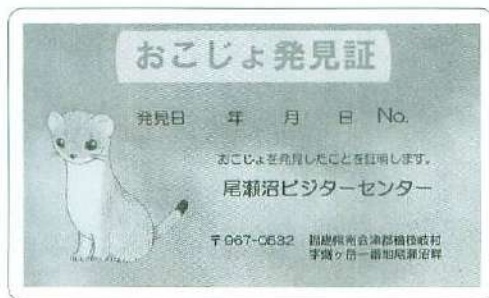 おこじょ発見証
発見日 年 月 日 No.
おこじょを発見したことを証明します。
尾瀬沼ビジターセンター
〒967-0532 福島県南会津郡檜枝岐村
字燧ヶ岳一番地尾瀬沼畔